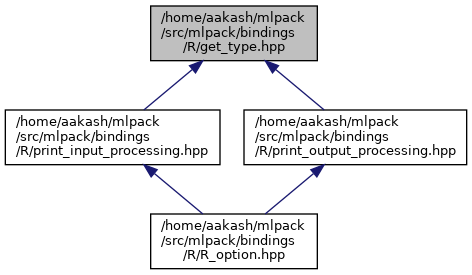 /home/aakash/mlpack
/src/mlpack/bindings
/R/get_type.hpp
/home/aakash/mlpack
/src/mlpack/bindings
/R/print_input_processing.hpp
/home/aakash/mlpack
/src/mlpack/bindings
/R/print_output_processing.hpp
/home/aakash/mlpack
/src/mlpack/bindings
/R/R_option.hpp